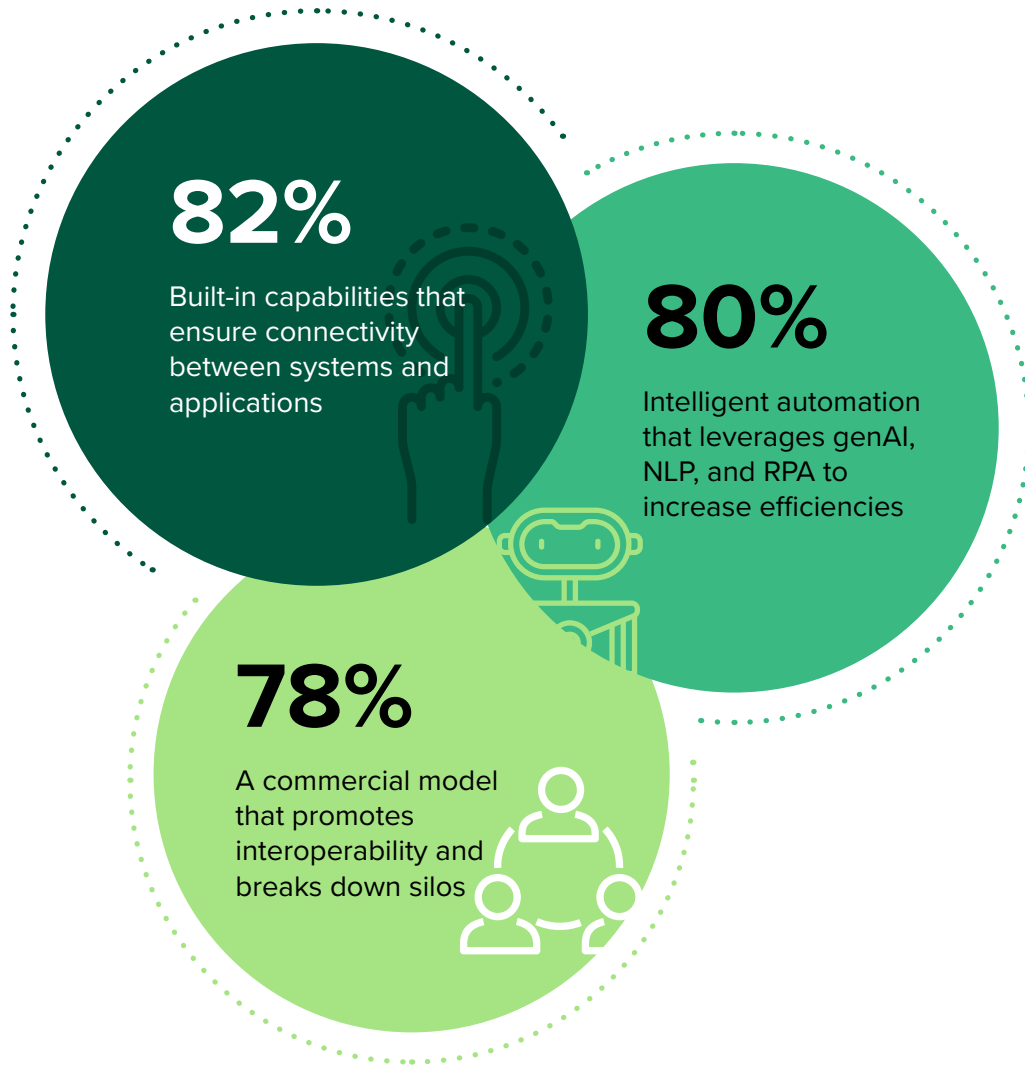 82%
Built-in capabilities that
ensure connectivity
between systems and
applications
80%
Intelligent automation
that leverages genAI,
NLP, and RPA to
increase efficiencies
78%
A commercial model
that promotes
interoperability and
breaks down silos